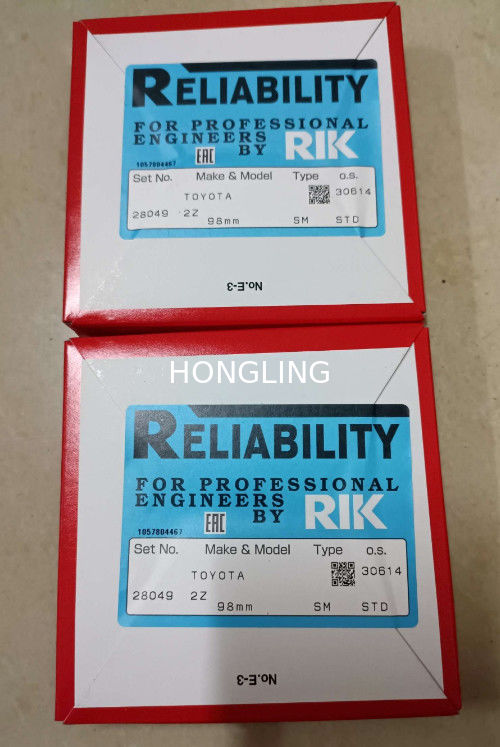 RELIABILITY
FOR PROFESSIONAL
ENGINEERS
BY RIK
1057804467 EAC
Set No. Make & Model Type o.s.
TOYOTA 30614
28049 2Z
98mm SM STD
No.E-3
HONGLING
RELIABILITY
FOR PROFESSIONAL
ENGINEERS
BY RIK
1057804467 EAC
Set No. Make & Model Type o.s.
TOYOTA 30614
28049 2Z
98mm SM STD
No.E-3